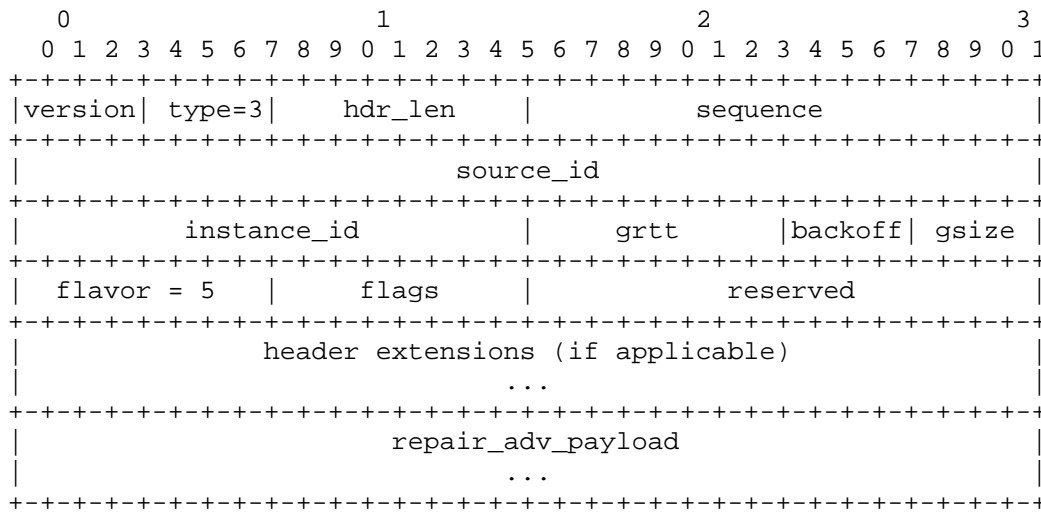 0                   1                   2                   3
 0 1 2 3 4 5 6 7 8 9 0 1 2 3 4 5 6 7 8 9 0 1 2 3 4 5 6 7 8 9 0 1
+-+-+-+-+-+-+-+-+-+-+-+-+-+-+-+-+-+-+-+-+-+-+-+-+-+-+-+-+-+-+-+-+
|version| type=3|    hdr_len    |          sequence             |
+-+-+-+-+-+-+-+-+-+-+-+-+-+-+-+-+-+-+-+-+-+-+-+-+-+-+-+-+-+-+-+-+
|                           source_id                           |
+-+-+-+-+-+-+-+-+-+-+-+-+-+-+-+-+-+-+-+-+-+-+-+-+-+-+-+-+-+-+-+-+
|          instance_id          |      grtt     |backoff| gsize |
+-+-+-+-+-+-+-+-+-+-+-+-+-+-+-+-+-+-+-+-+-+-+-+-+-+-+-+-+-+-+-+-+
|  flavor = 5   |     flags     |            reserved           |
+-+-+-+-+-+-+-+-+-+-+-+-+-+-+-+-+-+-+-+-+-+-+-+-+-+-+-+-+-+-+-+-+
|               header extensions (if applicable)               |
|                              ...                              |
+-+-+-+-+-+-+-+-+-+-+-+-+-+-+-+-+-+-+-+-+-+-+-+-+-+-+-+-+-+-+-+-+
|                       repair_adv_payload                      |
|                              ...                              |
+-+-+-+-+-+-+-+-+-+-+-+-+-+-+-+-+-+-+-+-+-+-+-+-+-+-+-+-+-+-+-+-+